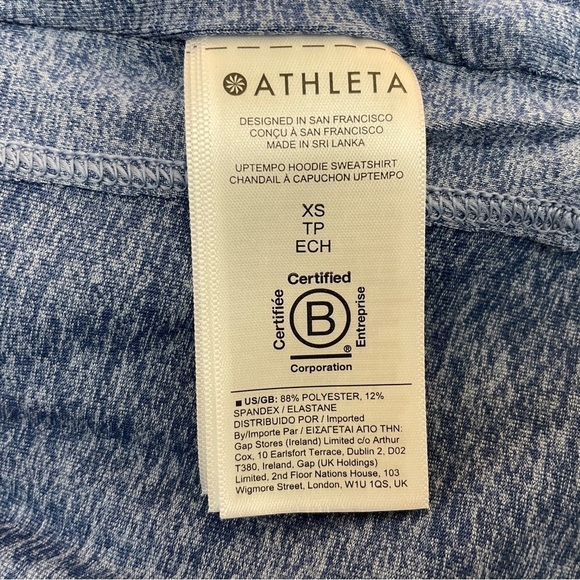 ATHLETA
DESIGNED IN SAN FRANCISCO
CONÇU À SAN FRANCISCO
MADE IN SRI LANKA
UPTEMPO HOODIE SWEATSHIRT
CHANDAIL À CAPUCHON UPTEMPO
XS
TP
ECH
Certified
Certifiée
B
Entreprise
®
Corporation
■ US/GB: 88% POLYESTER, 12%
SPANDEX / ELASTANE
DISTRIBUIDO POR / Imported
By/Importe Par / ΕΙΣΑΓΕΤΑΙ ΑΠΟ ΤΗΝ:
Gap Stores (Ireland) Limited c/o Arthur
Cox, 10 Earlsfort Terrace, Dublin 2, D02
T380, Ireland, Gap (UK Holdings)
Limited, 2nd Floor Nations House, 103
Wigmore Street, London, W1U 1QS, UK